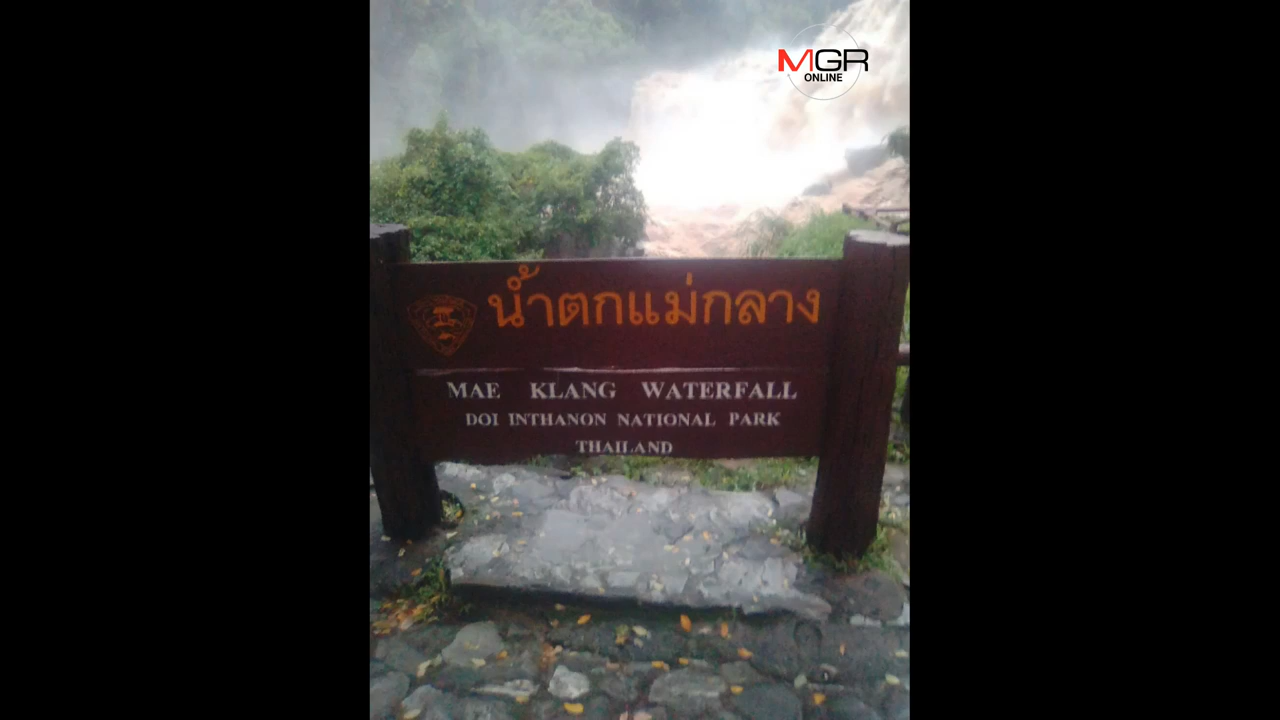 MGR
ONLINE
น้ำตกแม่กลาง
MAE KLANG WATERFALL
DOI INTHANON NATIONAL PARK
THAILAND